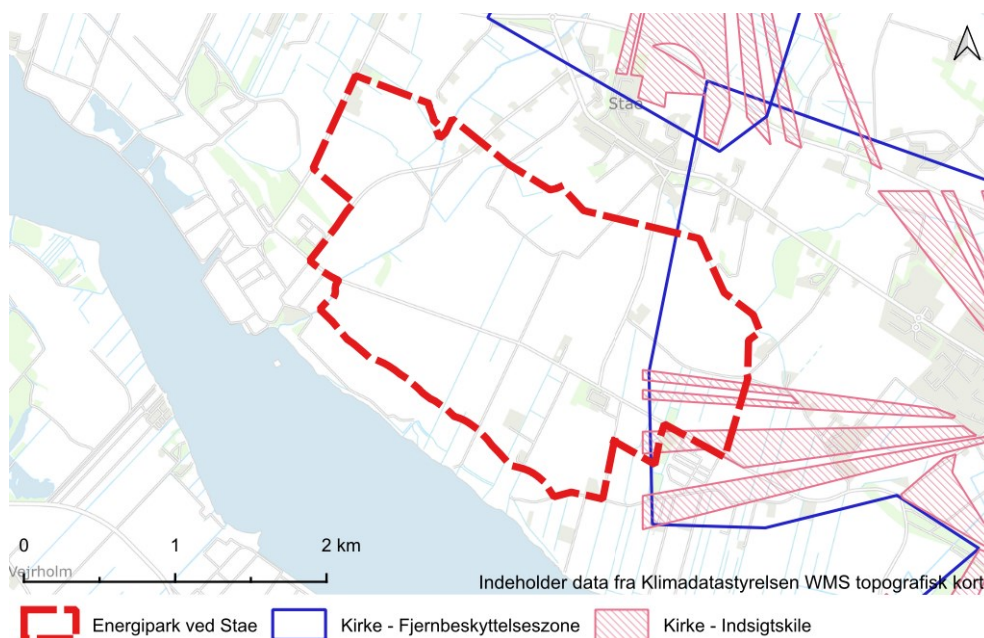 Stae
0 1 2 km
Vejrholm
Indeholder data fra Klimadatastyrelsen WMS topografisk kort
Energipark ved Stae Kirke - Fjernbeskyttelseszone Kirke - Indsigtskile